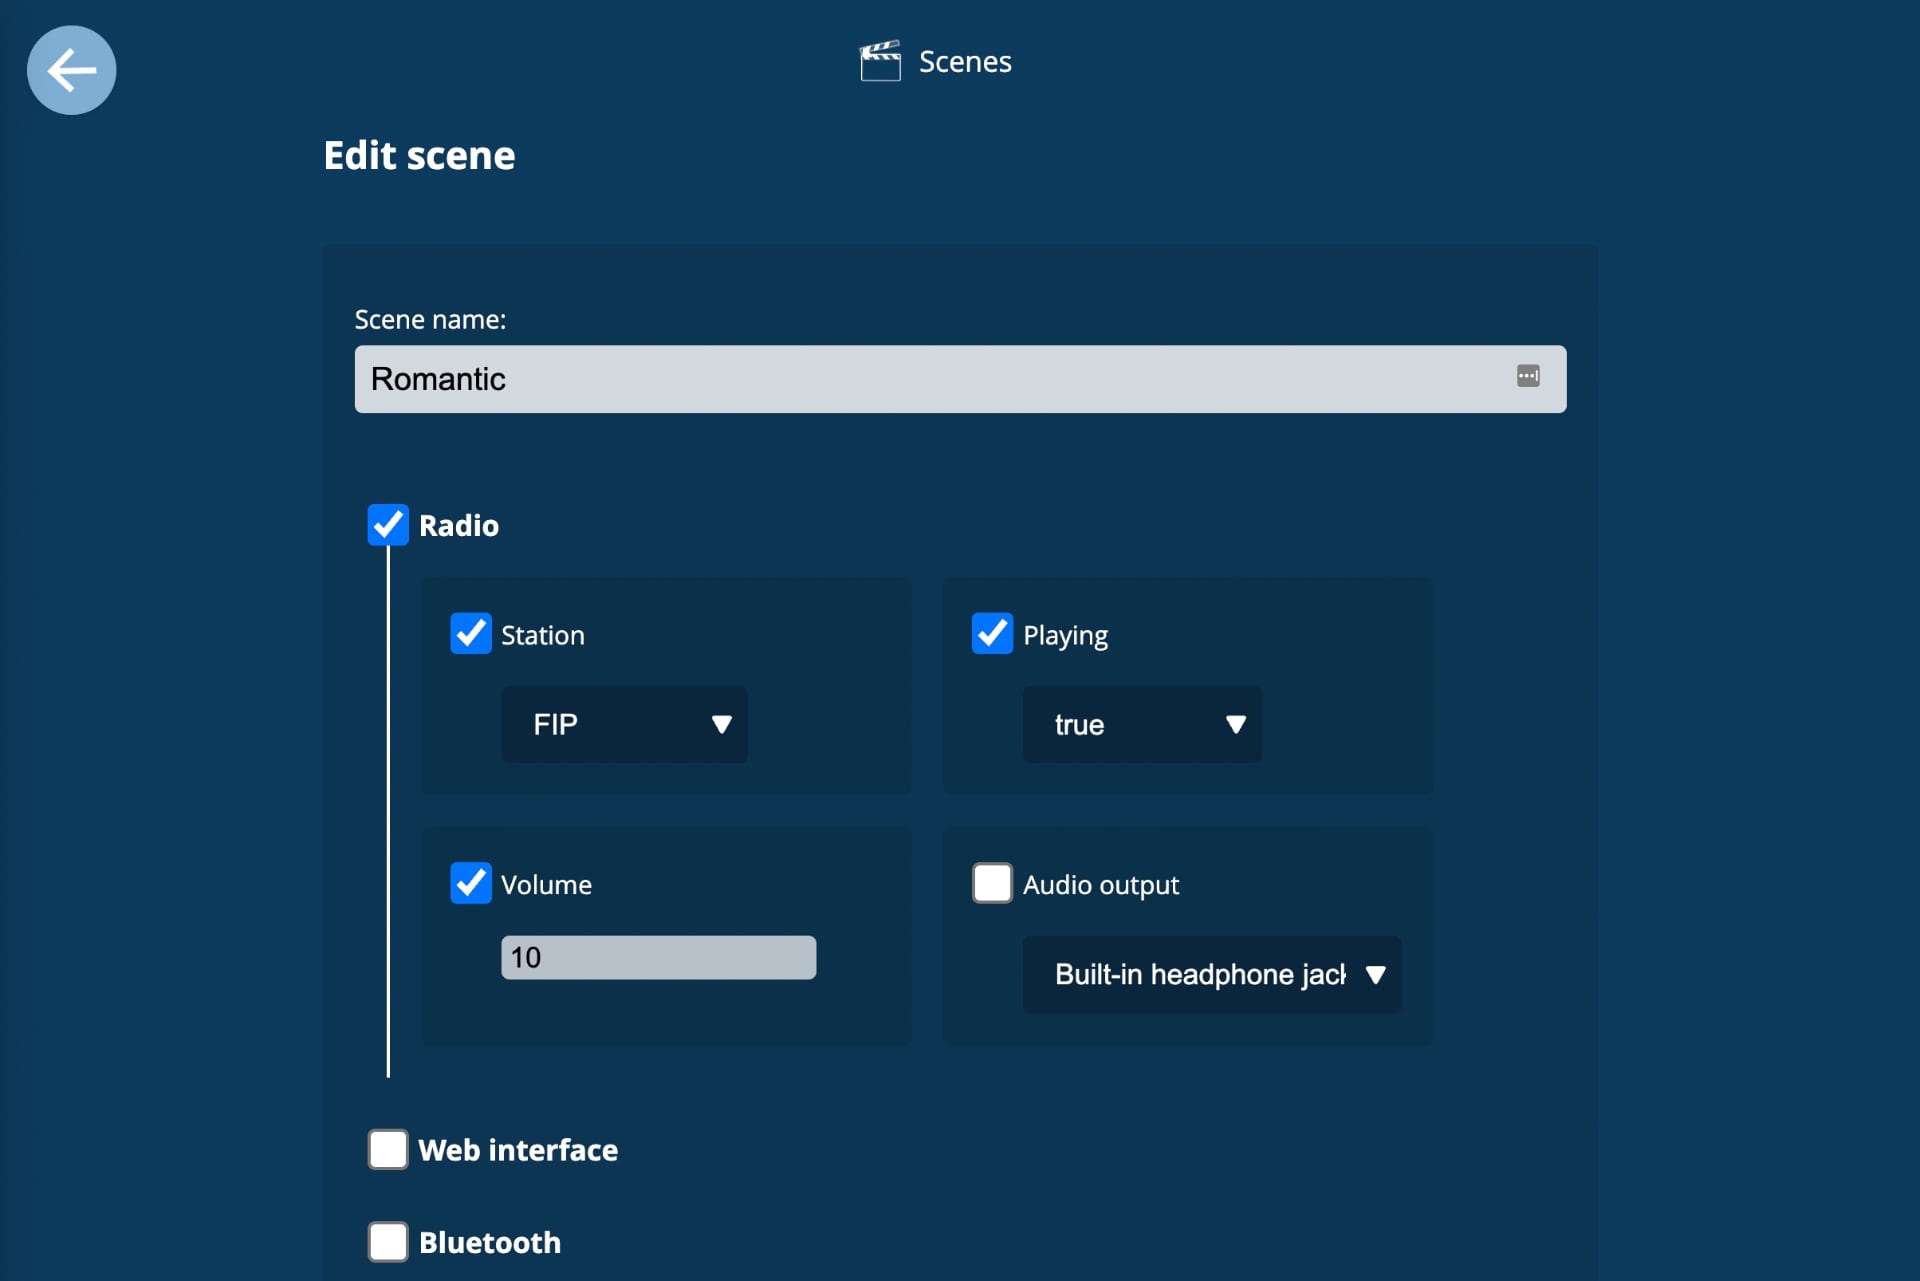 Scenes
Edit scene
Scene name:
Romantic
Radio
Station
Playing
FIP
true
Volume
Audio output
10
Built-in headphone jack
Web interface
Bluetooth